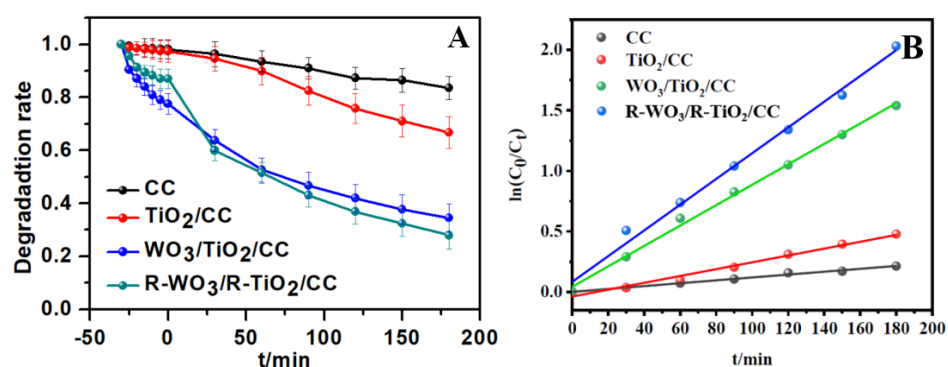 A
Degradadtion rate
1.0
0.8
0.6
0.4
0.2
0.0
CC
TiO2/CC
WO3/TiO2/CC
R-WO3/R-TiO2/CC
-50 0 50 100 150 200
t/min
B
ln(C0/Ct)
2.0
1.5
1.0
0.5
0.0
CC
TiO2/CC
WO3/TiO2/CC
R-WO3/R-TiO2/CC
0 20 40 60 80 100 120 140 160 180 200
t/min